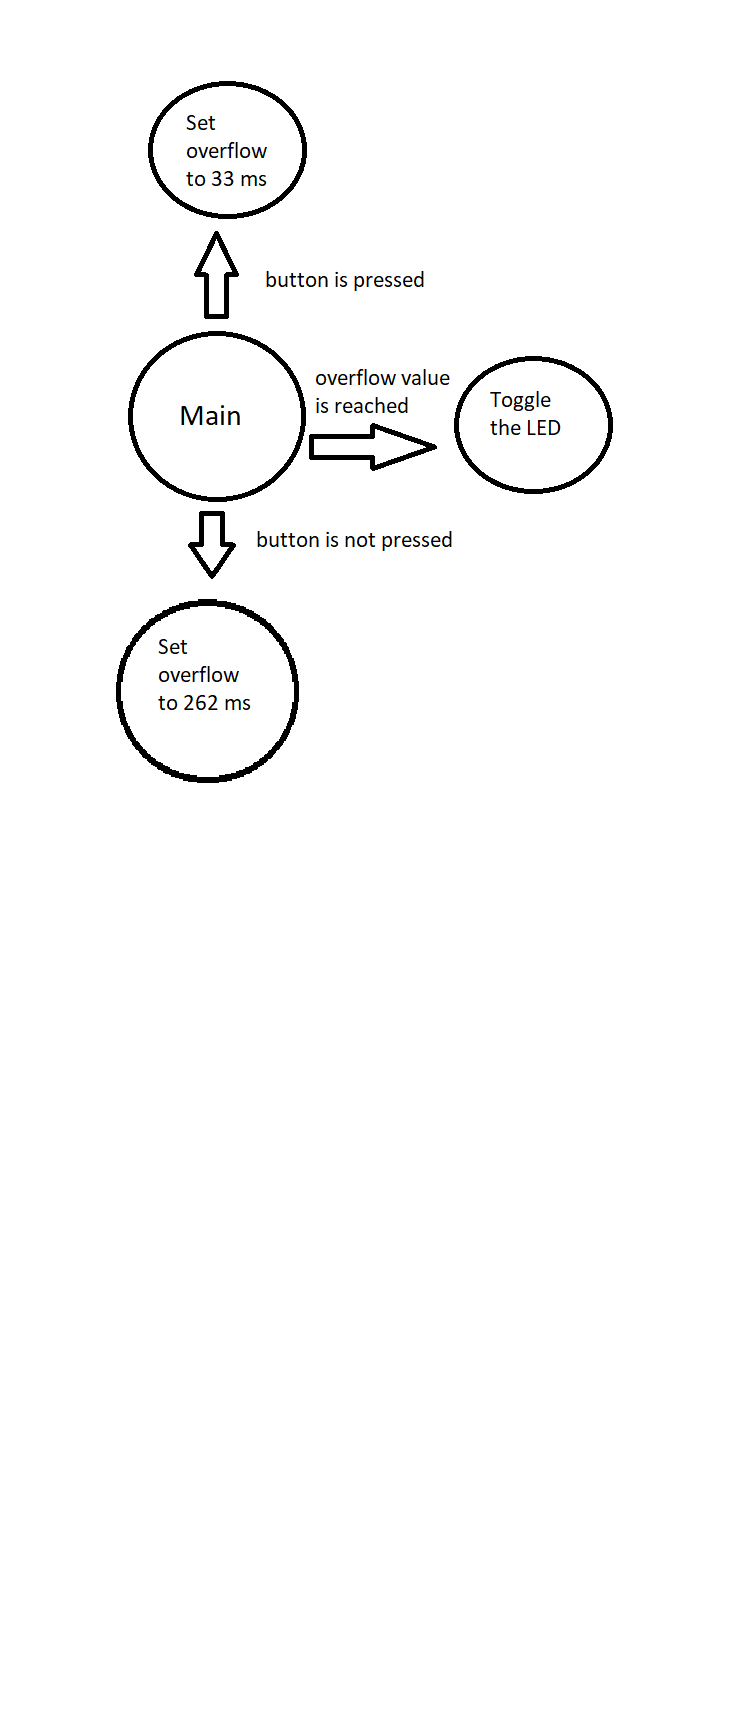 Set
overflow
to 33 ms
button is pressed
overflow value
is reached
Main
Toggle
the LED
button is not pressed
Set
overflow
to 262 ms